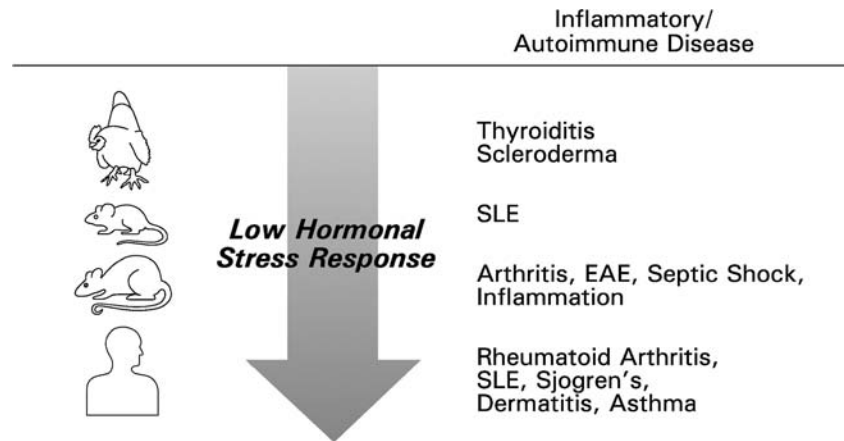 Inflammatory/
Autoimmune Disease
Thyroiditis
Scleroderma
SLE
Low Hormonal
Stress Response
Arthritis, EAE, Septic Shock,
Inflammation
Rheumatoid Arthritis,
SLE, Sjogren's,
Dermatitis, Asthma